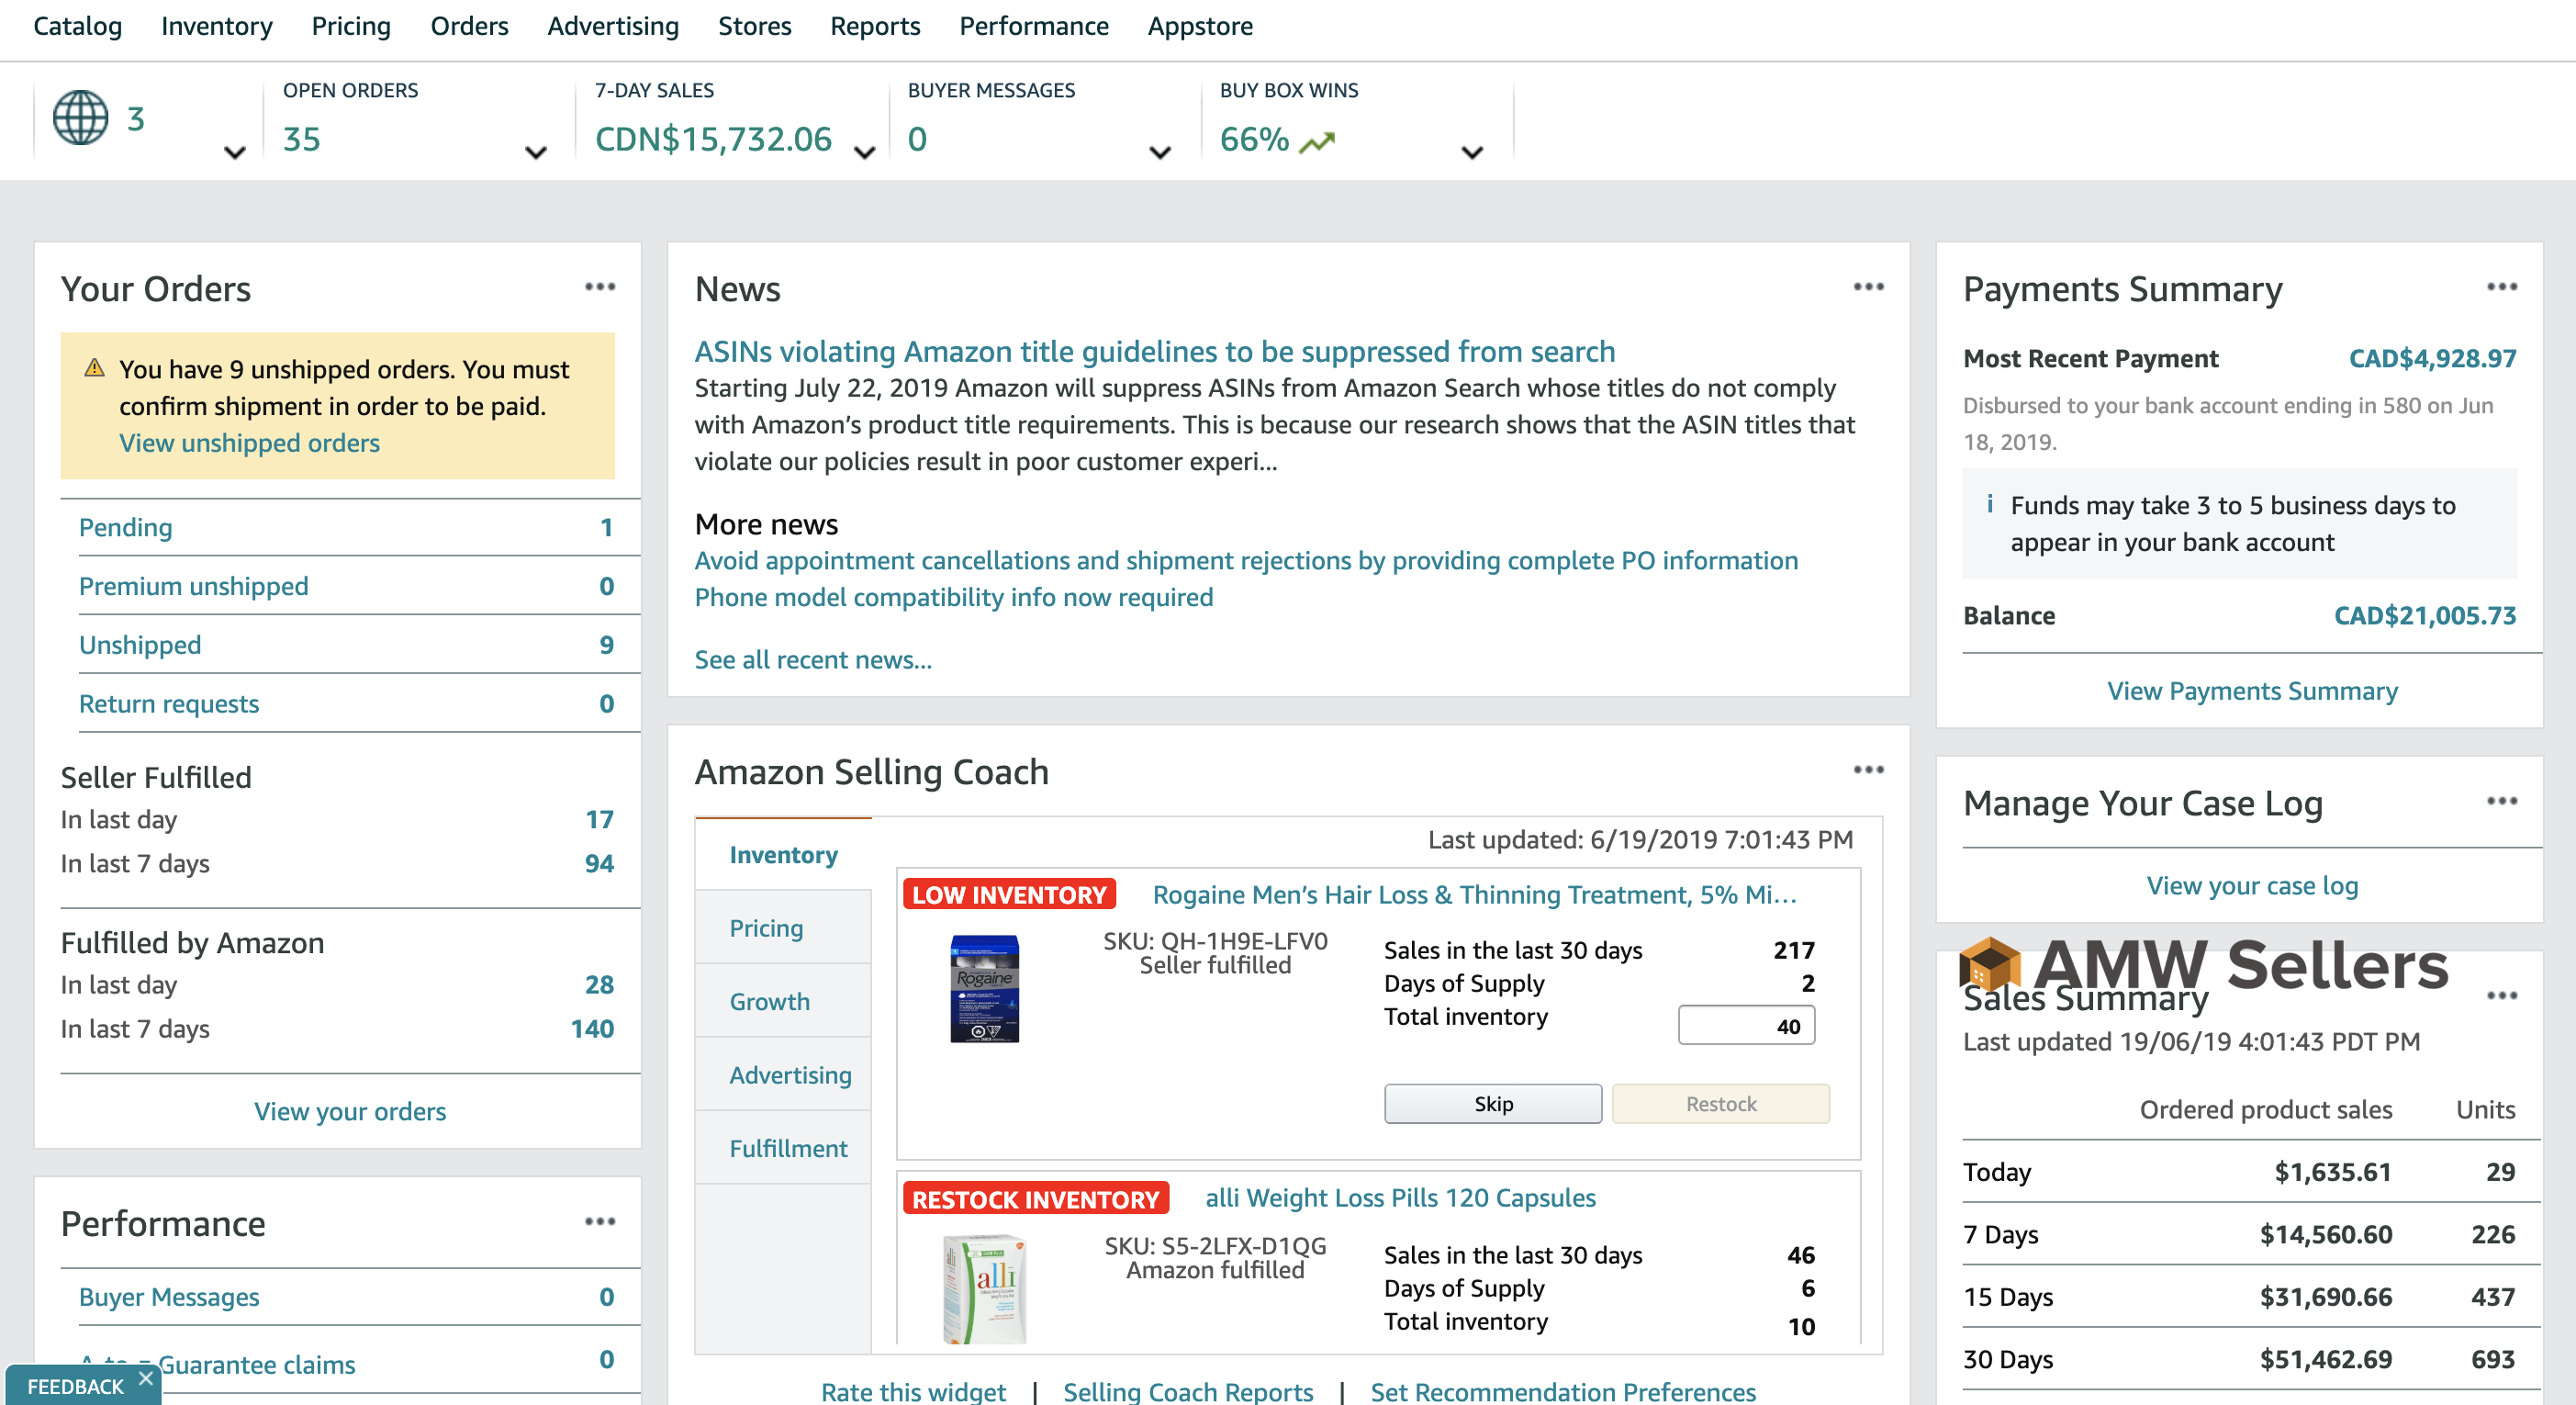 Catalog Inventory Pricing Orders Advertising Stores Reports Performance Appstore
3
OPEN ORDERS
35
7-DAY SALES
CDN$15,732.06
BUYER MESSAGES
0
BUY BOX WINS
66%
Your Orders
You have 9 unshipped orders. You must
confirm shipment in order to be paid.
View unshipped orders
Pending 1
Premium unshipped 0
Unshipped 9
Return requests 0
Seller Fulfilled
In last day 17
In last 7 days 94
Fulfilled by Amazon
In last day 28
In last 7 days 140
View your orders
Performance
Buyer Messages 0
A-to-z Guarantee claims 0
FEEDBACK
News
ASINs violating Amazon title guidelines to be suppressed from search
Starting July 22, 2019 Amazon will suppress ASINs from Amazon Search whose titles do not comply
with Amazon’s product title requirements. This is because our research shows that the ASIN titles that
violate our policies result in poor customer experi...
More news
Avoid appointment cancellations and shipment rejections by providing complete PO information
Phone model compatibility info now required
See all recent news...
Amazon Selling Coach
Inventory
Pricing
Growth
Advertising
Fulfillment
Last updated: 6/19/2019 7:01:43 PM
LOW INVENTORY Rogaine Men’s Hair Loss & Thinning Treatment, 5% Mi...
Rogaine
SKU: QH-1H9E-LFV0
Seller fulfilled
Sales in the last 30 days 217
Days of Supply 2
Total inventory 40
Skip Restock
RESTOCK INVENTORY alli Weight Loss Pills 120 Capsules
alli
SKU: S5-2LFX-D1QG
Amazon fulfilled
Sales in the last 30 days 46
Days of Supply 6
Total inventory 10
Rate this widget | Selling Coach Reports | Set Recommendation Preferences
Payments Summary
Most Recent Payment CAD$4,928.97
Disbursed to your bank account ending in 580 on Jun
18, 2019.
Funds may take 3 to 5 business days to
appear in your bank account
Balance CAD$21,005.73
View Payments Summary
Manage Your Case Log
View your case log
AMW Sellers
Sales Summary
Last updated 19/06/19 4:01:43 PDT PM
Ordered product sales Units
Today $1,635.61 29
7 Days $14,560.60 226
15 Days $31,690.66 437
30 Days $51,462.69 693